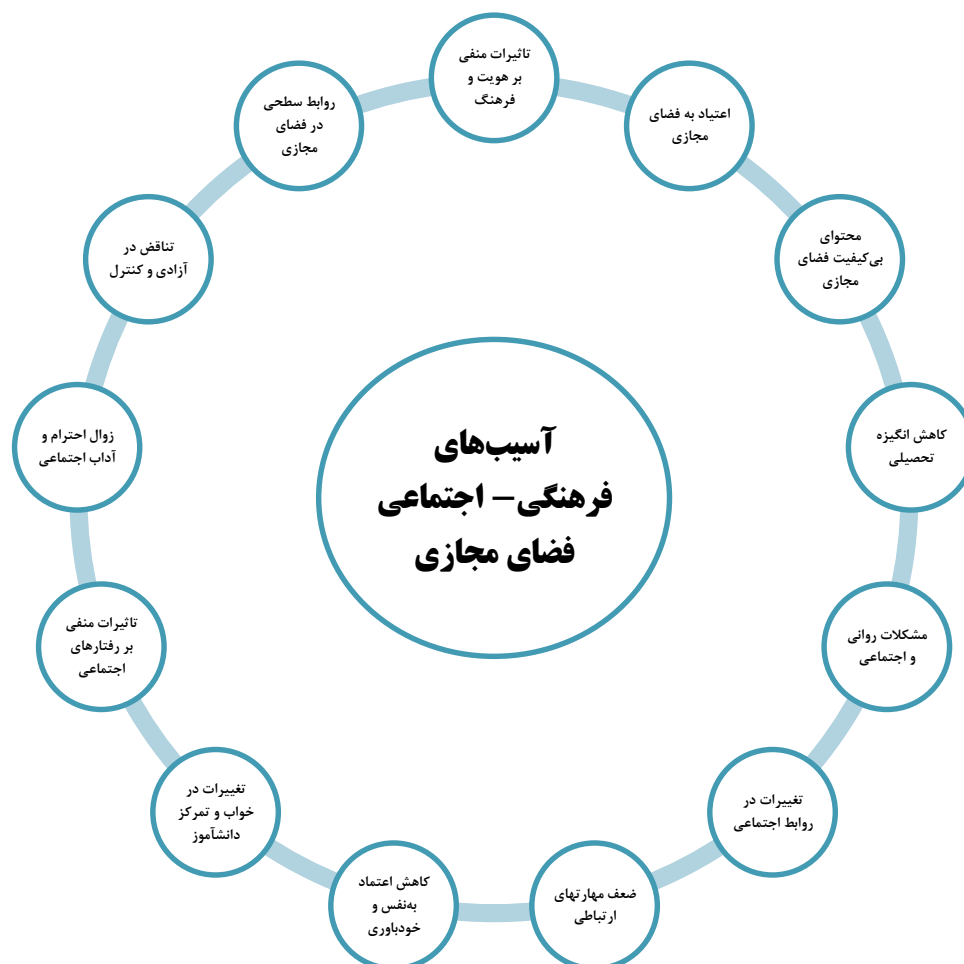 تاثیرات منفی
بر هویت و
فرهنگ
اعتیاد به فضای
مجازی
محتوای
بی‌کیفیت فضای
مجازی
کاهش انگیزه
تحصیلی
مشکلات روانی
و اجتماعی
تغییرات در
روابط اجتماعی
ضعف مهارتهای
ارتباطی
کاهش اعتماد
به‌نفس و
خودباوری
تغییرات در
خواب و تمرکز
دانشآموز
تاثیرات منفی
بر رفتارهای
اجتماعی
زوال احترام و
آداب اجتماعی
تناقض در
آزادی و کنترل
روابط سطحی
در فضای
مجازی
آسیب‌های
فرهنگی- اجتماعی
فضای مجازی